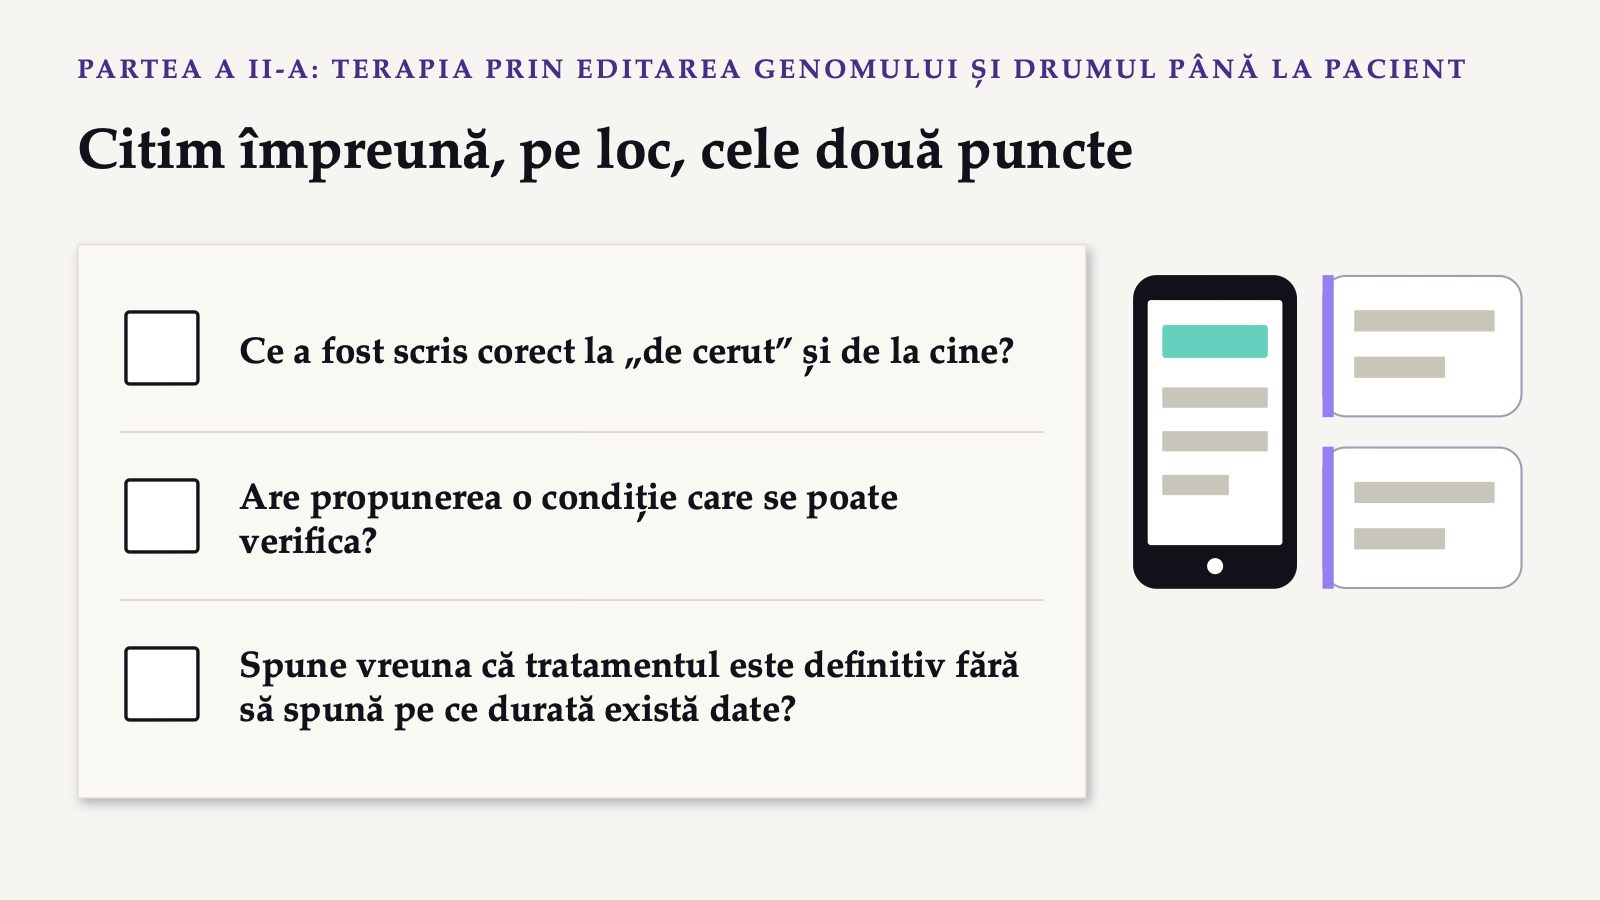 PARTEA A II-A: TERAPIA PRIN EDITAREA GENOMULUI ȘI DRUMUL PÂNĂ LA PACIENT
Citim împreună, pe loc, cele două puncte
Ce a fost scris corect la „de cerut” și de la cine?
Are propunerea o condiție care se poate
verifica?
Spune vreuna că tratamentul este definitiv fără
să spună pe ce durată există date?